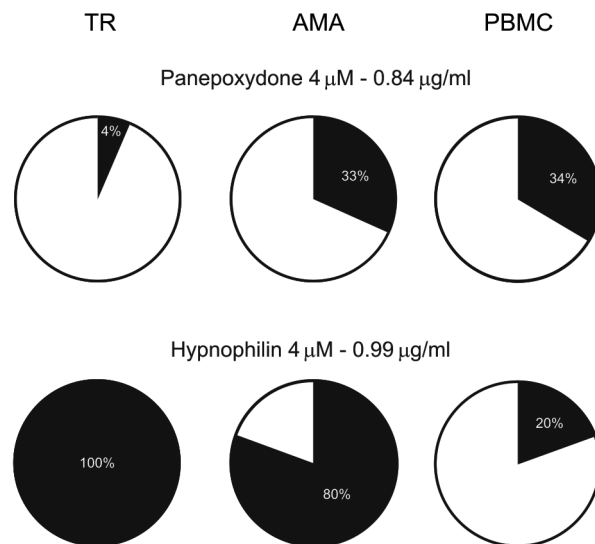 TR AMA PBMC
Panepoxydone 4 μM - 0.84 μg/ml
4% 33% 34%
Hypnophilin 4 μM - 0.99 μg/ml
100% 80% 20%